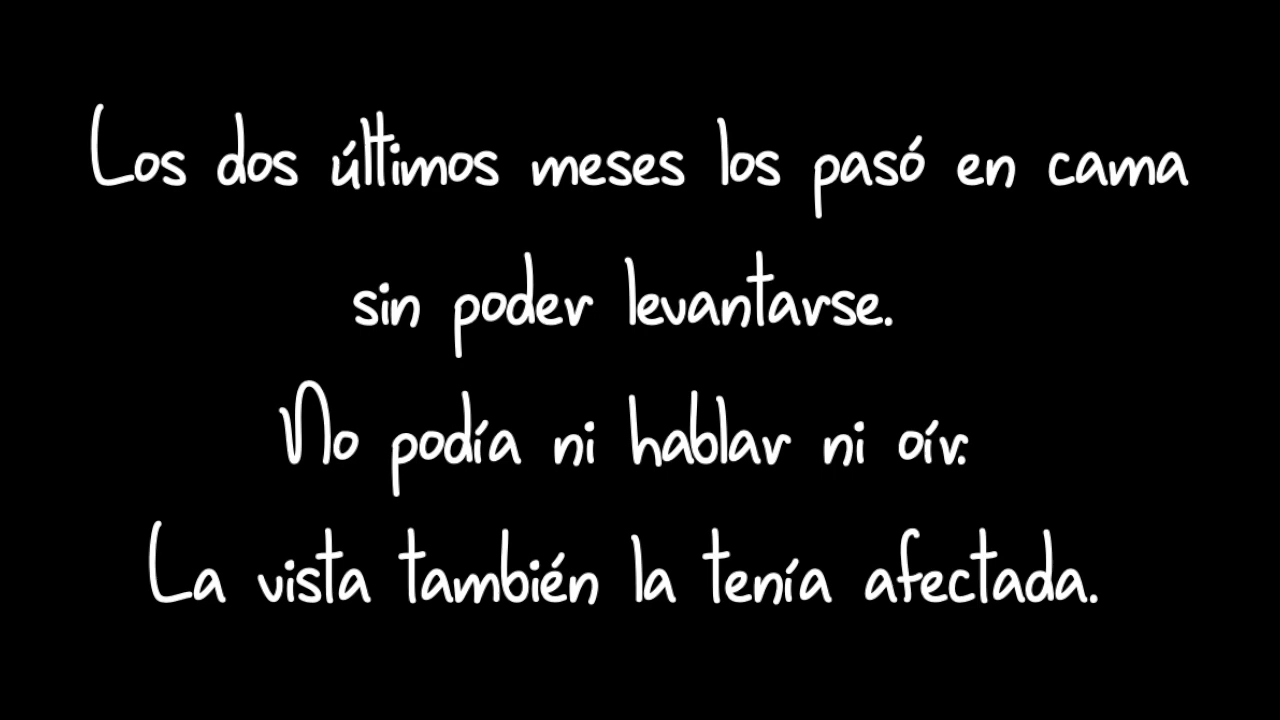 Los dos últimos meses los pasó en cama
sin poder levantarse.
No podía ni hablar ni oír.
La vista también la tenía afectada.